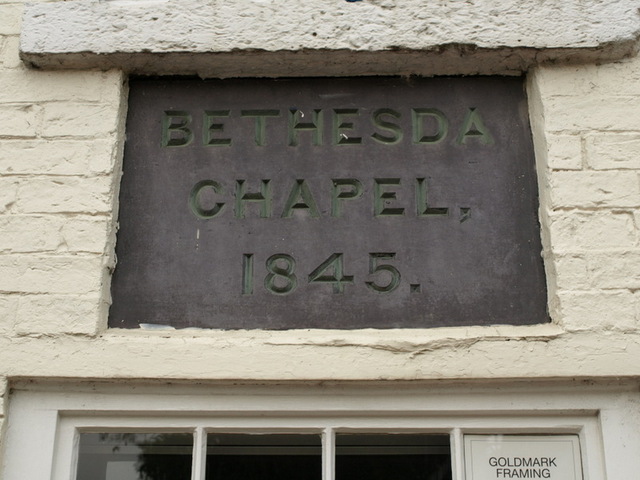 BETHESDA
CHAPEL,
1845.
GOLDMARK
FRAMING